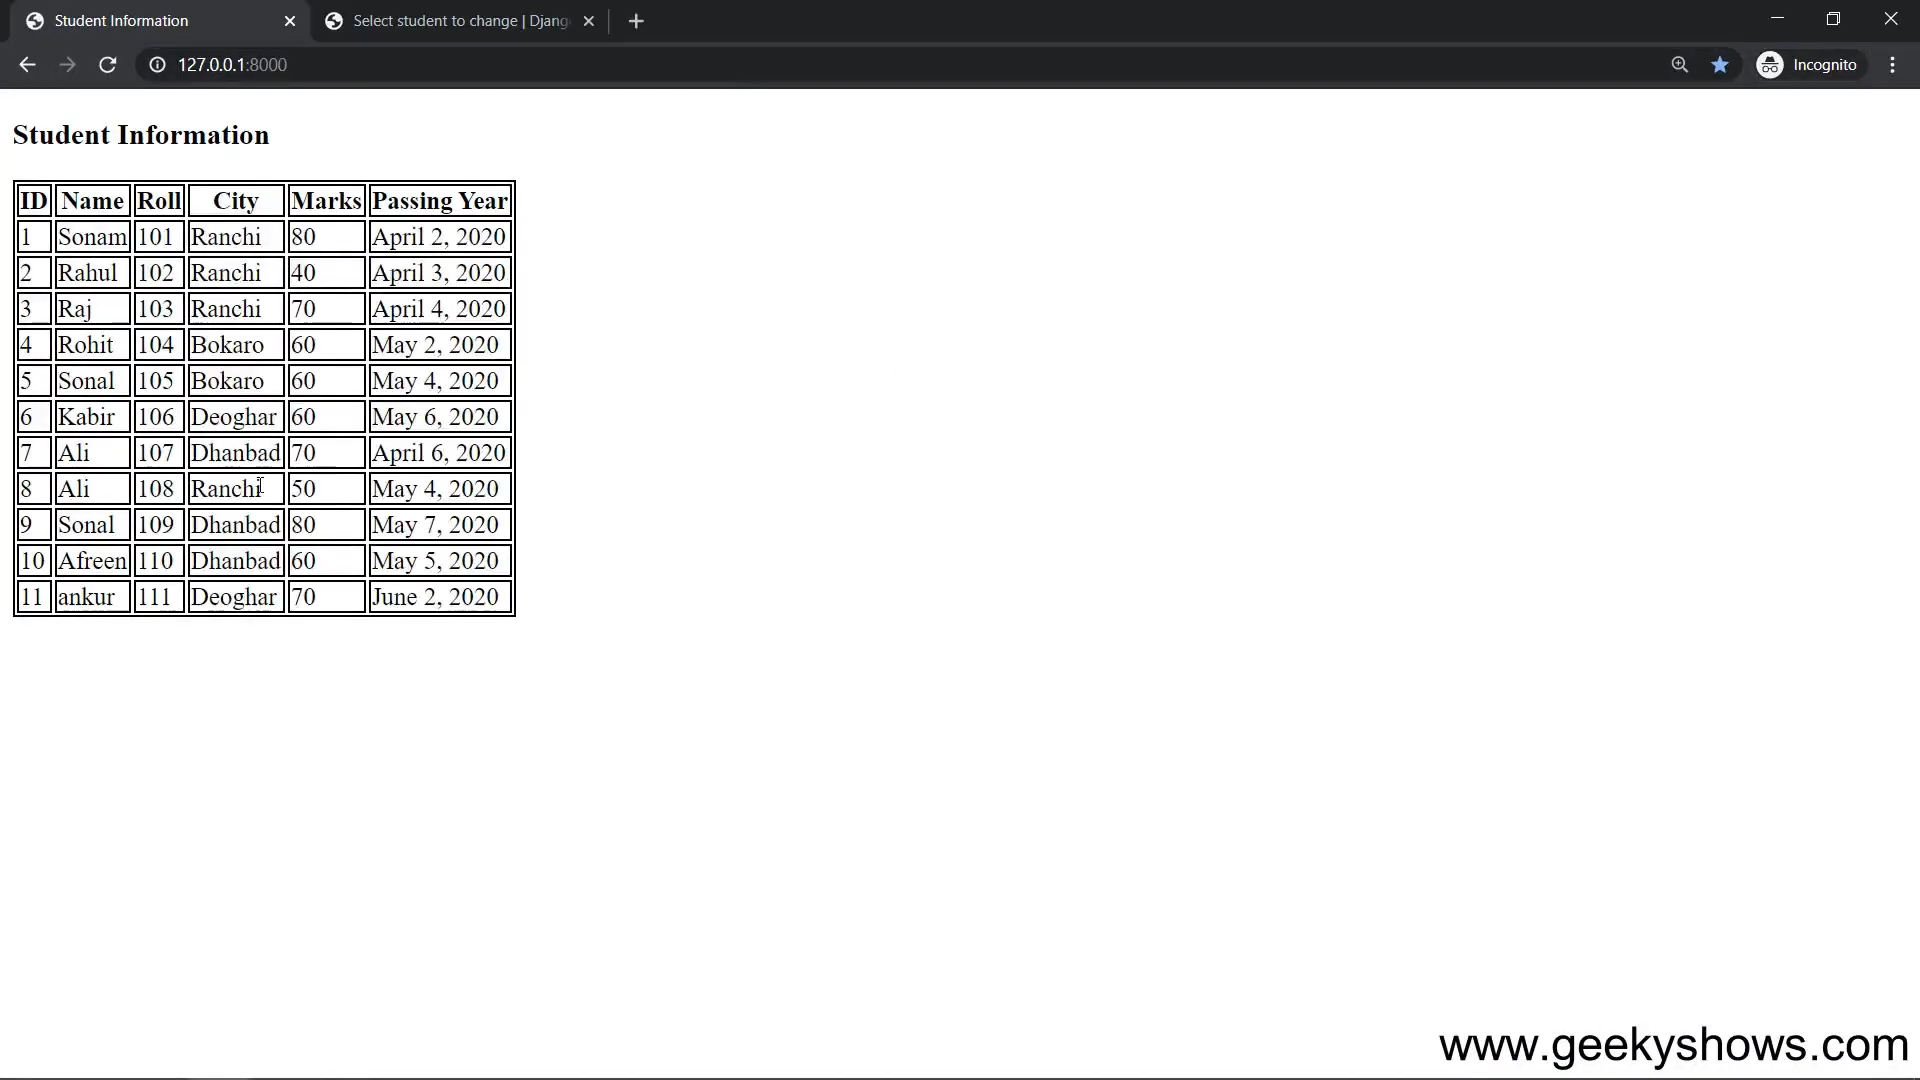 Student Information
Select student to change | Djang
127.0.0.1:8000
Incognito
Student Information
ID Name Roll City Marks Passing Year
1 Sonam 101 Ranchi 80 April 2, 2020
2 Rahul 102 Ranchi 40 April 3, 2020
3 Raj 103 Ranchi 70 April 4, 2020
4 Rohit 104 Bokaro 60 May 2, 2020
5 Sonal 105 Bokaro 60 May 4, 2020
6 Kabir 106 Deoghar 60 May 6, 2020
7 Ali 107 Dhanbad 70 April 6, 2020
8 Ali 108 Ranchi 50 May 4, 2020
9 Sonal 109 Dhanbad 80 May 7, 2020
10 Afreen 110 Dhanbad 60 May 5, 2020
11 ankur 111 Deoghar 70 June 2, 2020
www.geekyshows.com